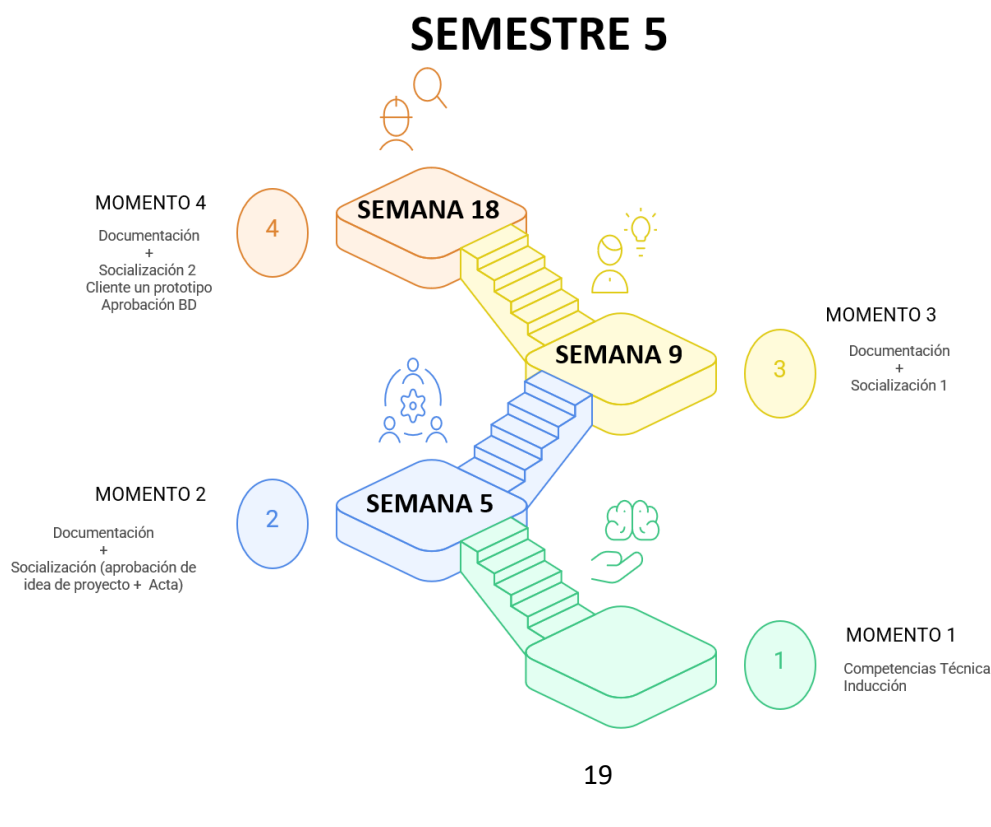 SEMESTRE 5
MOMENTO 4
Documentación
+
Socialización 2
Cliente un prototipo
Aprobación BD
4
SEMANA 18
MOMENTO 3
Documentación
+
Socialización 1
3
SEMANA 9
MOMENTO 2
Documentación
+
Socialización (aprobación de
idea de proyecto + Acta)
2
SEMANA 5
MOMENTO 1
Competencias Técnica
Inducción
1
19